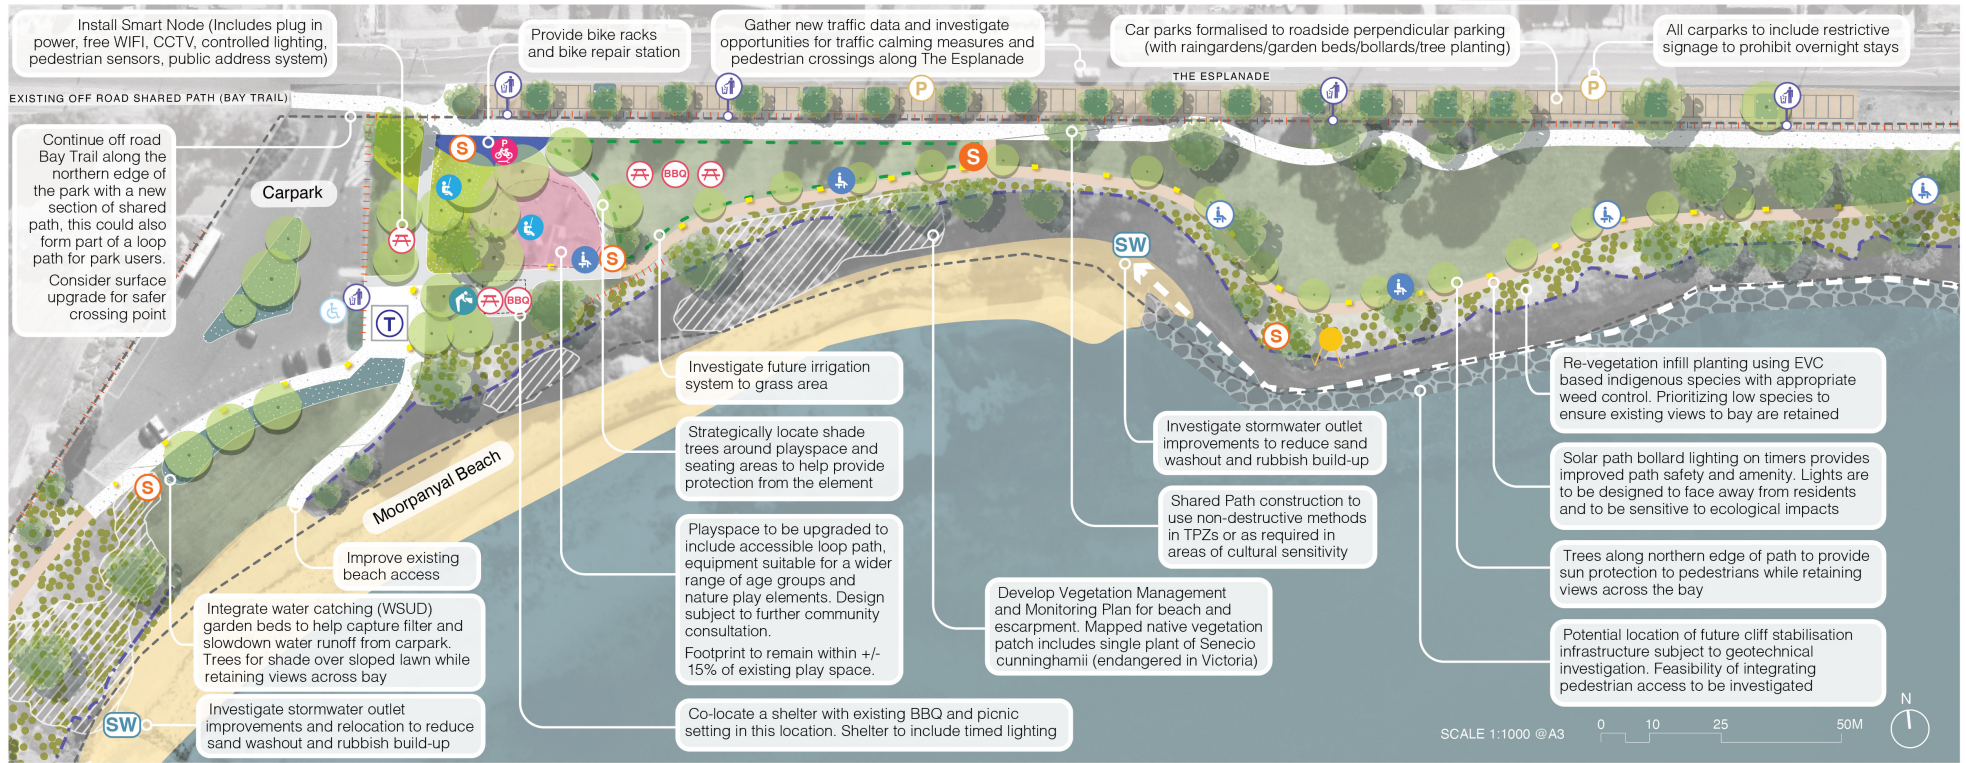 Install Smart Node (Includes plug in
power, free WIFI, CCTV, controlled lighting,
pedestrian sensors, public address system)
Provide bike racks
and bike repair station
Gather new traffic data and investigate
opportunities for traffic calming measures and
pedestrian crossings along The Esplanade
Car parks formalised to roadside perpendicular parking
(with raingardens/garden beds/bollards/tree planting)
All carparks to include restrictive
signage to prohibit overnight stays
THE ESPLANADE
EXISTING OFF ROAD SHARED PATH (BAY TRAIL)
P
P
Continue off road
Bay Trail along the
northern edge of
the park with a new
section of shared
path, this could also
form part of a loop
path for park users.
Consider surface
upgrade for safer
crossing point
Carpark
S
P
BBQ
S
S
BBQ
T
SW
S
Investigate future irrigation
system to grass area
Strategically locate shade
trees around playspace and
seating areas to help provide
protection from the element
Playspace to be upgraded to
include accessible loop path,
equipment suitable for a wider
range of age groups and
nature play elements. Design
subject to further community
consultation.
Footprint to remain within +/-
15% of existing play space.
Co-locate a shelter with existing BBQ and picnic
setting in this location. Shelter to include timed lighting
Moorpanyal Beach
S
Improve existing
beach access
Integrate water catching (WSUD)
garden beds to help capture filter and
slowdown water runoff from carpark.
Trees for shade over sloped lawn while
retaining views across bay
SW
Investigate stormwater outlet
improvements and relocation to reduce
sand washout and rubbish build-up
Investigate stormwater outlet
improvements to reduce sand
washout and rubbish build-up
Shared Path construction to
use non-destructive methods
in TPZs or as required in
areas of cultural sensitivity
Develop Vegetation Management
and Monitoring Plan for beach and
escarpment. Mapped native vegetation
patch includes single plant of Senecio
cunninghamii (endangered in Victoria)
Re-vegetation infill planting using EVC
based indigenous species with appropriate
weed control. Prioritizing low species to
ensure existing views to bay are retained
Solar path bollard lighting on timers provides
improved path safety and amenity. Lights are
to be designed to face away from residents
and to be sensitive to ecological impacts
Trees along northern edge of path to provide
sun protection to pedestrians while retaining
views across the bay
Potential location of future cliff stabilisation
infrastructure subject to geotechnical
investigation. Feasibility of integrating
pedestrian access to be investigated
SCALE 1:1000 @A3
0 10 25 50M
N